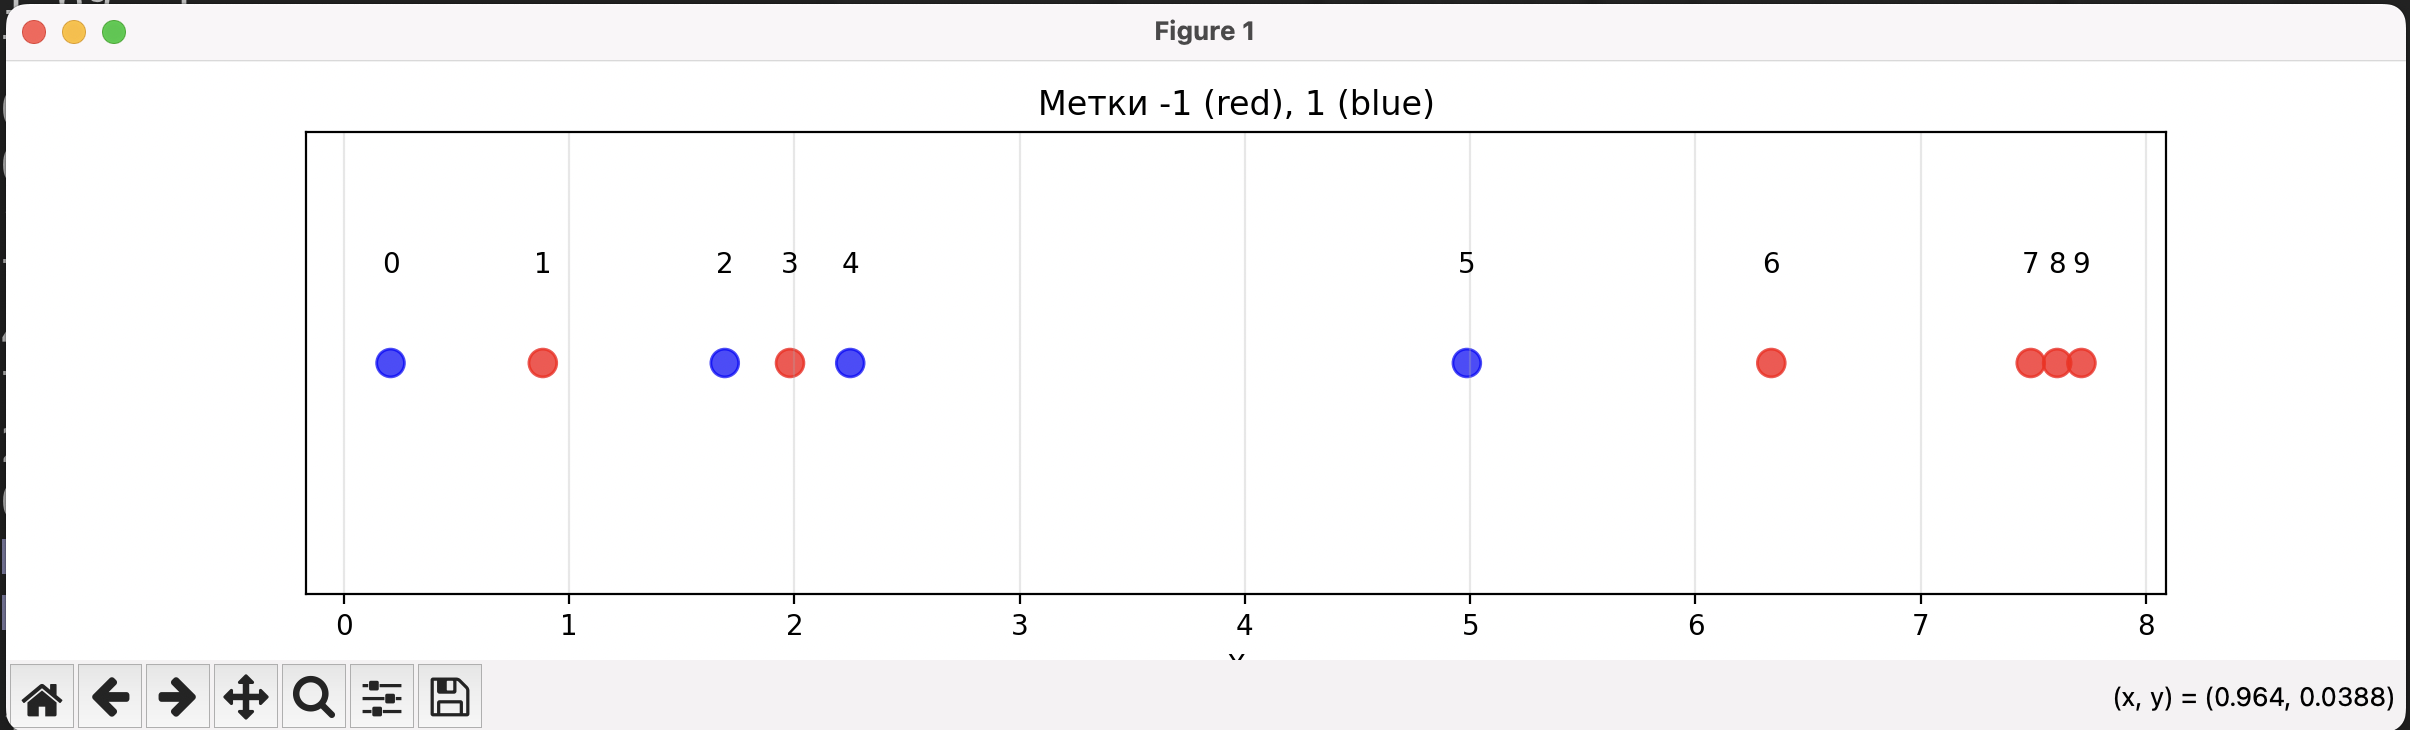 Figure 1
Метки -1 (red), 1 (blue)
0 1 2 3 4 5 6 7 8 9
0 1 2 3 4 5 6 7 8
(x, y) = (0.964, 0.0388)